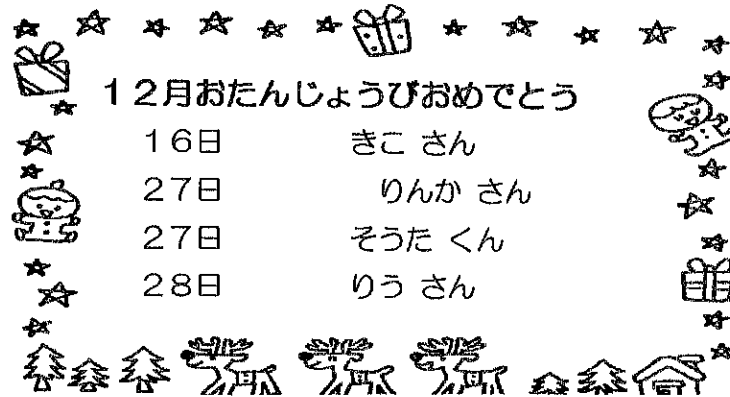 １２月おたんじょうびおめでとう
１６日 きこ さん
２７日 りんか さん
２７日 そうた くん
２８日 りう さん